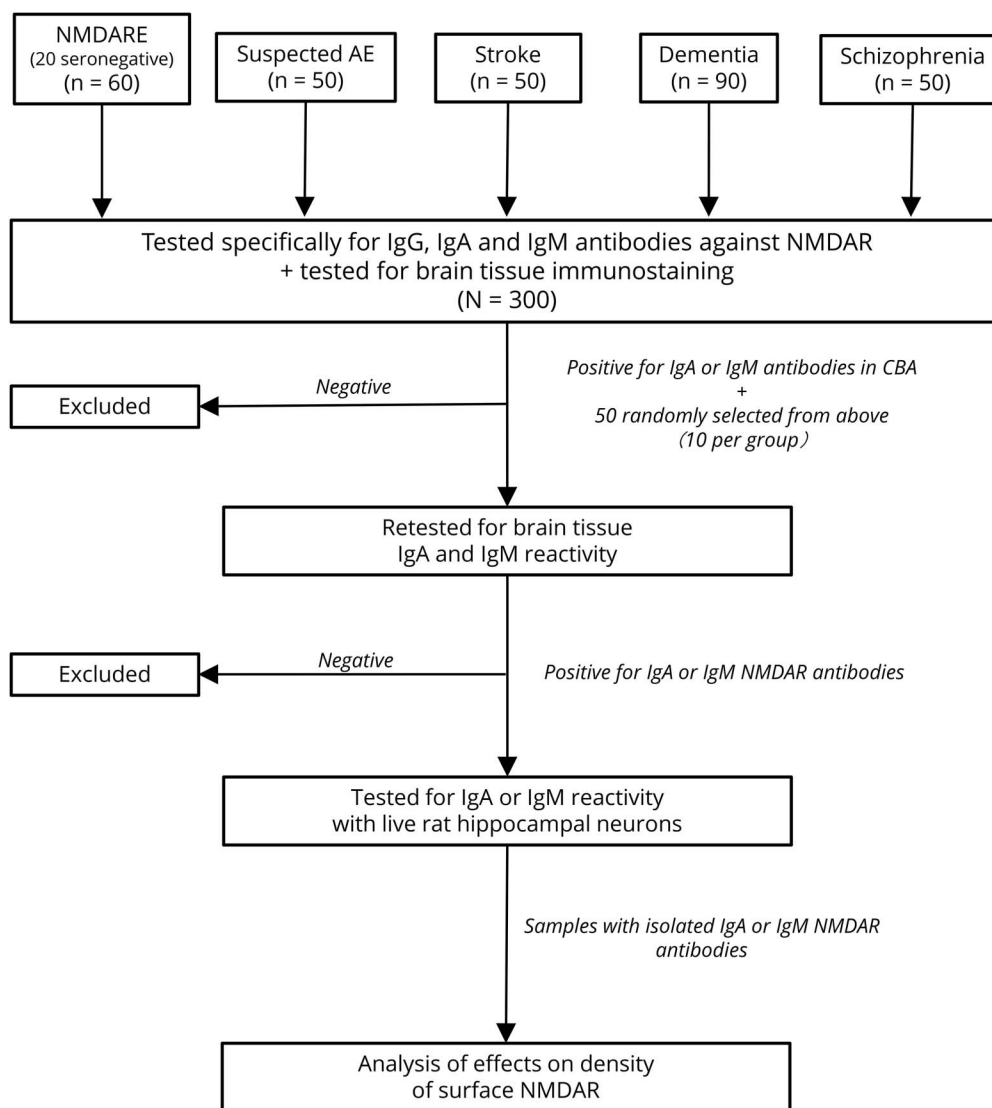 NMDARE
(20 seronegative)
(n = 60)
Suspected AE
(n = 50)
Stroke
(n = 50)
Dementia
(n = 90)
Schizophrenia
(n = 50)
Tested specifically for IgG, IgA and IgM antibodies against NMDAR
+ tested for brain tissue immunostaining
(N = 300)
Negative
Excluded
Positive for IgA or IgM antibodies in CBA
+
50 randomly selected from above
(10 per group）
Retested for brain tissue
IgA and IgM reactivity
Negative
Excluded
Positive for IgA or IgM NMDAR antibodies
Tested for IgA or IgM reactivity
with live rat hippocampal neurons
Samples with isolated IgA or IgM NMDAR
antibodies
Analysis of effects on density
of surface NMDAR